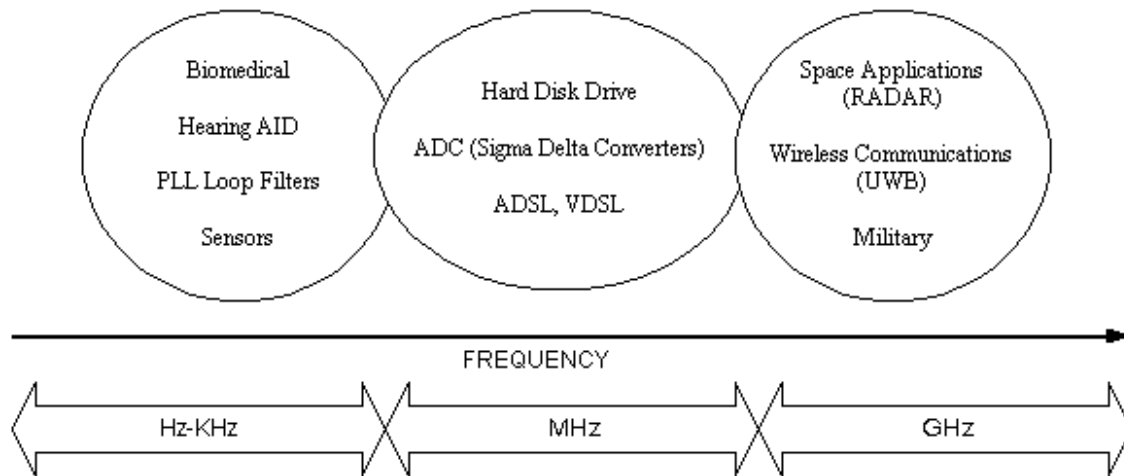 Biomedical
Hearing AID
PLL Loop Filters
Sensors
Hard Disk Drive
ADC (Sigma Delta Converters)
ADSL, VDSL
Space Applications
(RADAR)
Wireless Communications
(UWB)
Military
FREQUENCY
Hz-KHz
MHz
GHz